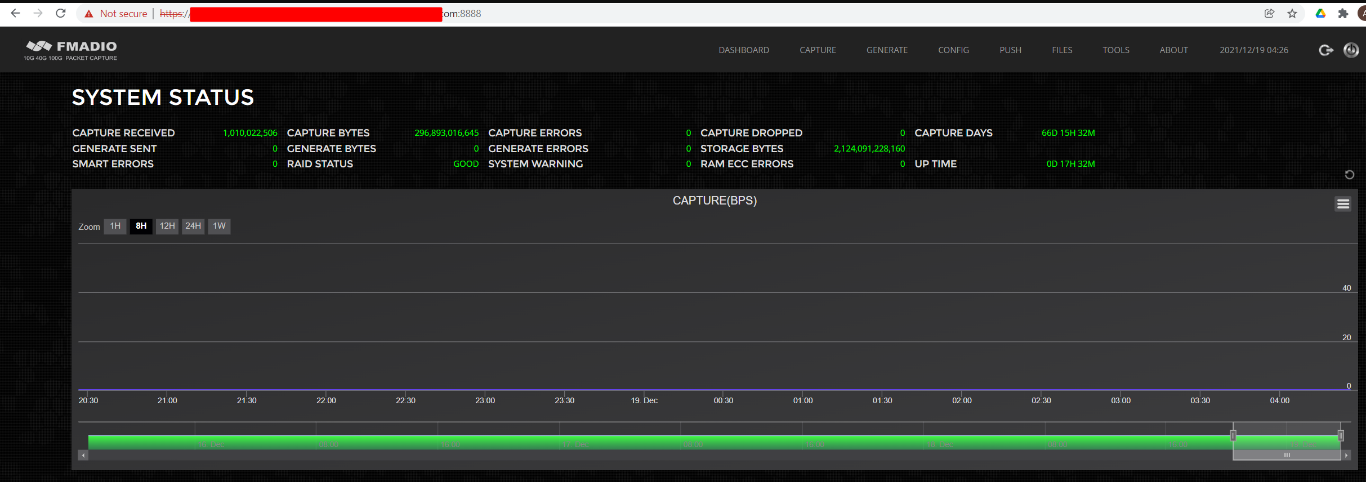 Not secure https:/ om:8888
FMADIO
10G 40G 100G PACKET CAPTURE
DASHBOARD CAPTURE GENERATE CONFIG PUSH FILES TOOLS ABOUT 2021/12/19 04:26
SYSTEM STATUS
CAPTURE RECEIVED 1,010,022,506 CAPTURE BYTES 296,893,016,645 CAPTURE ERRORS 0 CAPTURE DROPPED 0 CAPTURE DAYS 66D 15H 32M
GENERATE SENT 0 GENERATE BYTES 0 GENERATE ERRORS 0 STORAGE BYTES 2,124,091,228,160
SMART ERRORS 0 RAID STATUS GOOD SYSTEM WARNING 0 RAM ECC ERRORS 0 UP TIME 0D 17H 32M
CAPTURE(BPS)
Zoom 1H 8H 12H 24H 1W
40
20
0
20:30 21:00 21:30 22:00 22:30 23:00 23:30 19. Dec 00:30 01:00 01:30 02:00 02:30 03:00 03:30 04:00